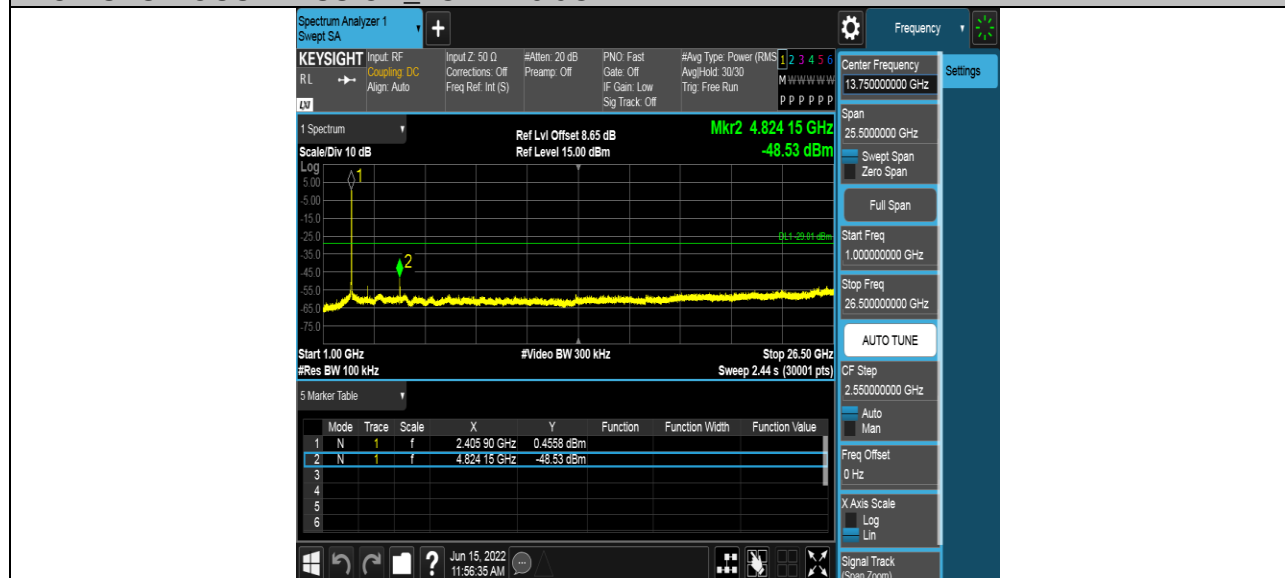 Spectrum Analyzer 1
Swept SA
+
Frequency
KEYSIGHT
RL
LXI
Input: RF
Coupling: DC
Align: Auto
Input Z: 50 Ω
Corrections: Off
Freq Ref: Int (S)
#Atten: 20 dB
Preamp: Off
PNO: Fast
Gate: Off
IF Gain: Low
Sig Track: Off
#Avg Type: Power (RMS
Avg|Hold: 30/30
Trig: Free Run
1 2 3 4 5 6
M W W W W W
P P P P P P
1 Spectrum
Scale/Div 10 dB
Ref Lvl Offset 8.65 dB
Ref Level 15.00 dBm
Mkr2 4.824 15 GHz
-48.53 dBm
Log
5.00
-5.00
-15.0
-25.0
-35.0
-45.0
-55.0
-65.0
-75.0
1
2
DL1 -29.01 dBm
Start 1.00 GHz
#Video BW 300 kHz
Stop 26.50 GHz
#Res BW 100 kHz
Sweep 2.44 s (30001 pts)
5 Marker Table
Mode Trace Scale X Y Function Function Width Function Value
1 N 1 f 2.405 90 GHz 0.4558 dBm
2 N 1 f 4.824 15 GHz -48.53 dBm
3
4
5
6
?
Jun 15, 2022
11:56:35 AM
Settings
Center Frequency
13.750000000 GHz
Span
25.5000000 GHz
Swept Span
Zero Span
Full Span
Start Freq
1.000000000 GHz
Stop Freq
26.500000000 GHz
AUTO TUNE
CF Step
2.550000000 GHz
Auto
Man
Freq Offset
0 Hz
X Axis Scale
Log
Lin
Signal Track
(Span Zoom)